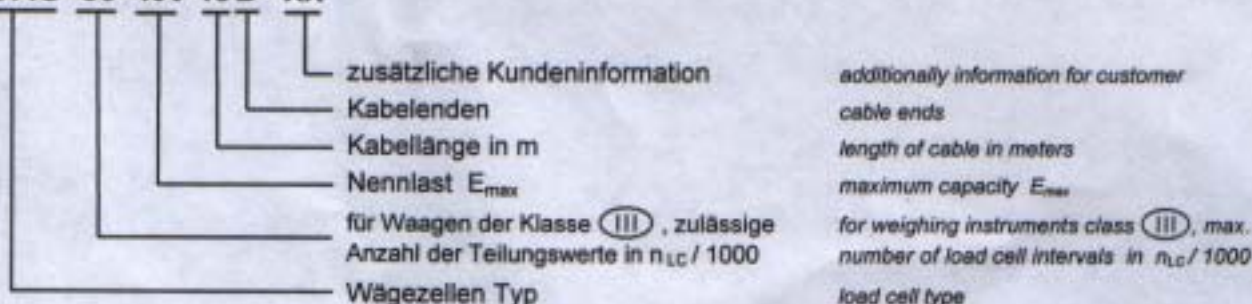 zusätzliche Kundeninformation additionally information for customer
Kabelenden cable ends
Kabellänge in m length of cable in meters
Nennlast Emax maximum capacity Emax
für Waagen der Klasse III , zulässige for weighing instruments class III, max.
Anzahl der Teilungswerte in nLC / 1000 number of load cell intervals in nLC / 1000
Wägezellen Typ load cell type